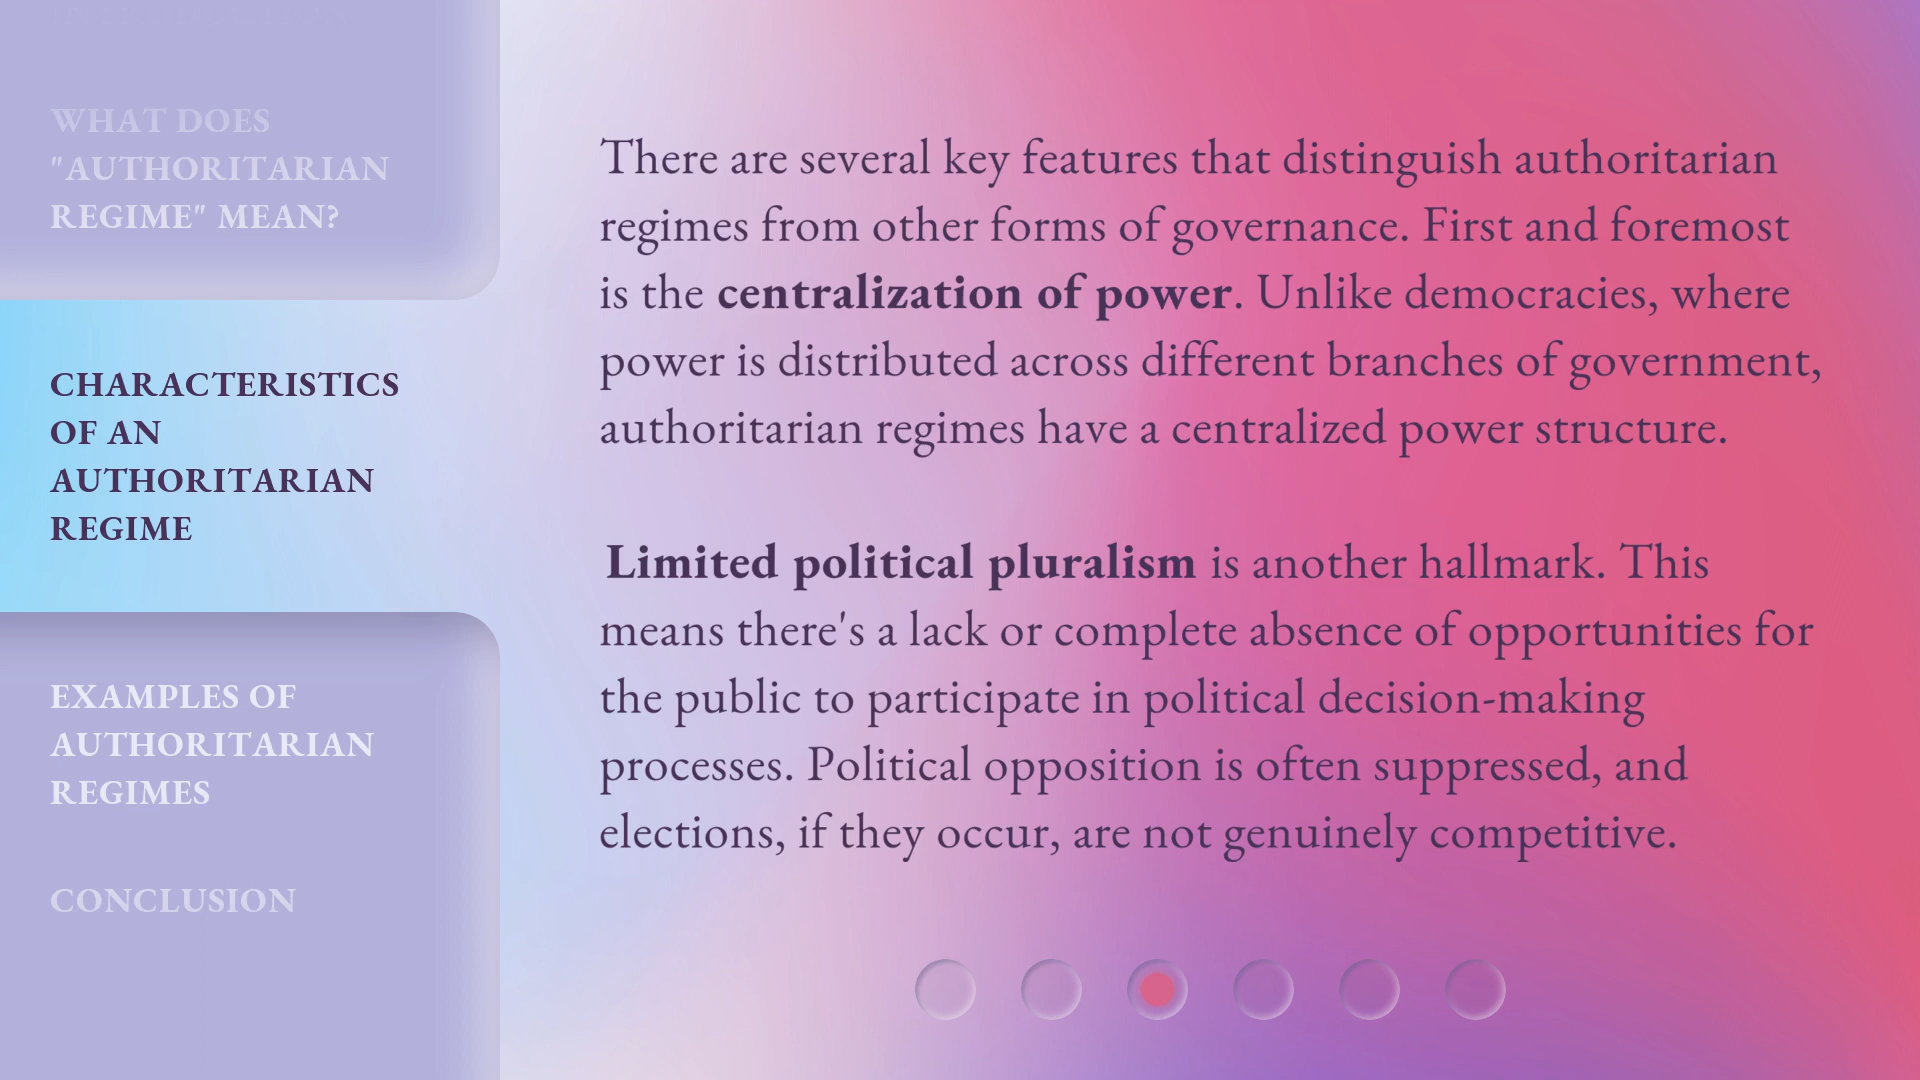 WHAT DOES
"AUTHORITARIAN
REGIME" MEAN?
CHARACTERISTICS
OF AN
AUTHORITARIAN
REGIME
EXAMPLES OF
AUTHORITARIAN
REGIMES
CONCLUSION
There are several key features that distinguish authoritarian
regimes from other forms of governance. First and foremost
is the centralization of power. Unlike democracies, where
power is distributed across different branches of government,
authoritarian regimes have a centralized power structure.
Limited political pluralism is another hallmark. This
means there's a lack or complete absence of opportunities for
the public to participate in political decision-making
processes. Political opposition is often suppressed, and
elections, if they occur, are not genuinely competitive.